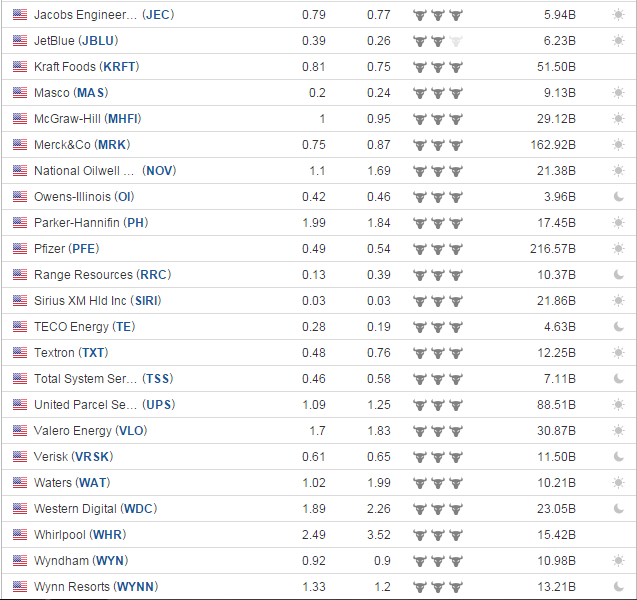 Jacobs Engineer... (JEC) 0.79 0.77 5.94B
JetBlue (JBLU) 0.39 0.26 6.23B
Kraft Foods (KRFT) 0.81 0.75 51.50B
Masco (MAS) 0.2 0.24 9.13B
McGraw-Hill (MHFI) 1 0.95 29.12B
Merck&Co (MRK) 0.75 0.87 162.92B
National Oilwell ... (NOV) 1.1 1.69 21.38B
Owens-Illinois (OI) 0.42 0.46 3.96B
Parker-Hannifin (PH) 1.99 1.84 17.45B
Pfizer (PFE) 0.49 0.54 216.57B
Range Resources (RRC) 0.13 0.39 10.37B
Sirius XM Hld Inc (SIRI) 0.03 0.03 21.86B
TECO Energy (TE) 0.28 0.19 4.63B
Textron (TXT) 0.48 0.76 12.25B
Total System Ser... (TSS) 0.46 0.58 7.11B
United Parcel Se... (UPS) 1.09 1.25 88.51B
Valero Energy (VLO) 1.7 1.83 30.87B
Verisk (VRSK) 0.61 0.65 11.50B
Waters (WAT) 1.02 1.99 10.21B
Western Digital (WDC) 1.89 2.26 23.05B
Whirlpool (WHR) 2.49 3.52 15.42B
Wyndham (WYN) 0.92 0.9 10.98B
Wynn Resorts (WYNN) 1.33 1.2 13.21B